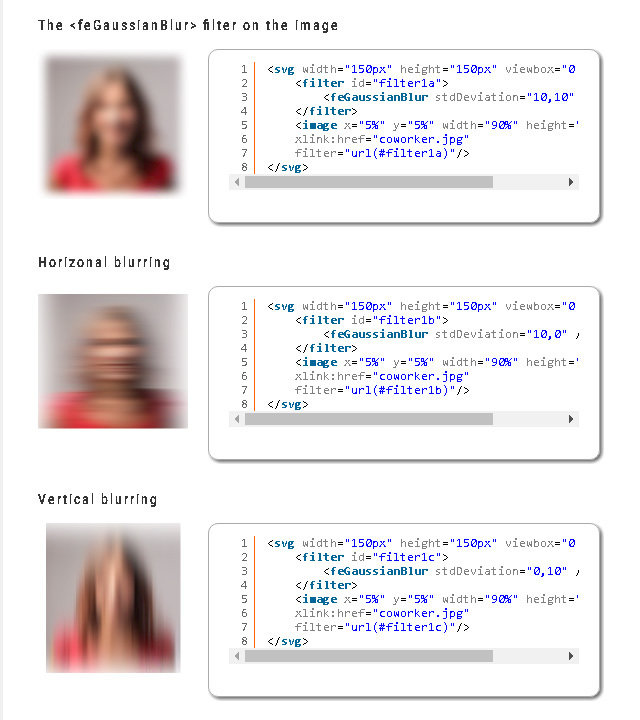 The <feGaussianBlur> filter on the image
1 <svg width="150px" height="150px" viewbox="0
2 <filter id="filter1a">
3 <feGaussianBlur stdDeviation="10,10"
4 </filter>
5 <image x="5%" y="5%" width="90%" height='
6 xlink:href="coworker.jpg"
7 filter="url(#filter1a)"/>
8 </svg>
Horizonal blurring
1 <svg width="150px" height="150px" viewbox="0
2 <filter id="filter1b">
3 <feGaussianBlur stdDeviation="10,0" /
4 </filter>
5 <image x="5%" y="5%" width="90%" height='
6 xlink:href="coworker.jpg"
7 filter="url(#filter1b)"/>
8 </svg>
Vertical blurring
1 <svg width="150px" height="150px" viewbox="0
2 <filter id="filter1c">
3 <feGaussianBlur stdDeviation="0,10" /
4 </filter>
5 <image x="5%" y="5%" width="90%" height='
6 xlink:href="coworker.jpg"
7 filter="url(#filter1c)"/>
8 </svg>